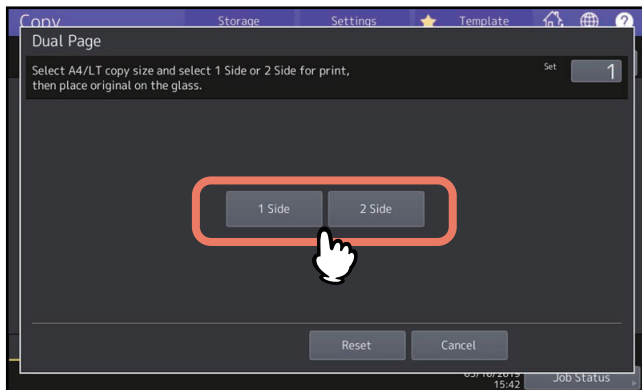 Copy Storage Settings Template
Dual Page
Select A4/LT copy size and select 1 Side or 2 Side for print,
then place original on the glass.
Set 1
1 Side 2 Side
Reset Cancel
15:42 Job Status